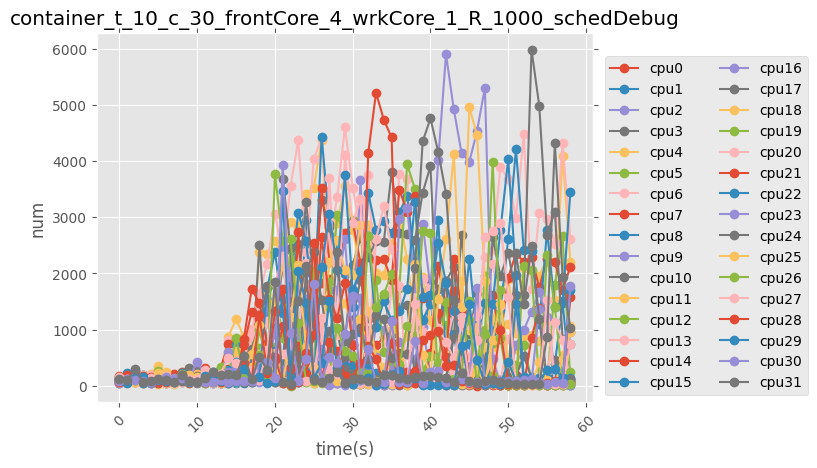 container_t_10_c_30_frontCore_4_wrkCore_1_R_1000_schedDebug
6000
5000
4000
3000
2000
1000
0
num
0
10
20
30
40
50
60
time(s)
cpu0
cpu1
cpu2
cpu3
cpu4
cpu5
cpu6
cpu7
cpu8
cpu9
cpu10
cpu11
cpu12
cpu13
cpu14
cpu15
cpu16
cpu17
cpu18
cpu19
cpu20
cpu21
cpu22
cpu23
cpu24
cpu25
cpu26
cpu27
cpu28
cpu29
cpu30
cpu31